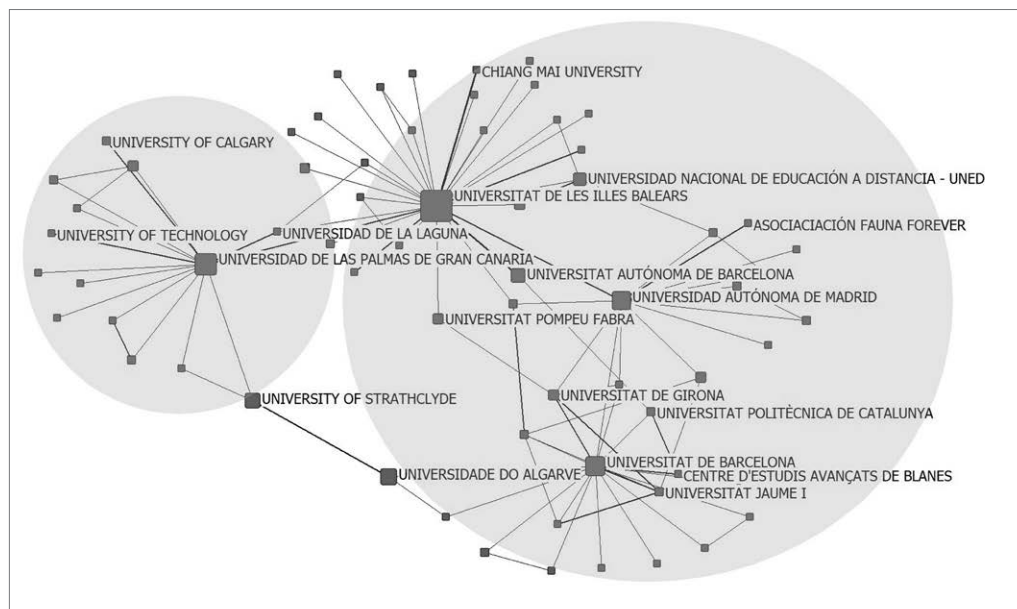 CHIANG MAI UNIVERSITY
UNIVERSITY OF CALGARY
UNIVERSIDAD NACIONAL DE EDUCACIÓN A DISTANCIA - UNED
UNIVERSITAT DE LES ILLES BALEARS
ASOCIACIACIÓN FAUNA FOREVER
UNIVERSITY OF TECHNOLOGY
UNIVERSIDAD DE LA LAGUNA
UNIVERSIDAD DE LAS PALMAS DE GRAN CANARIA
UNIVERSITAT AUTÓNOMA DE BARCELONA
UNIVERSIDAD AUTÓNOMA DE MADRID
UNIVERSITAT POMPEU FABRA
UNIVERSITAT DE GIRONA
UNIVERSITY OF STRATHCLYDE
UNIVERSITAT POLITÈCNICA DE CATALUNYA
UNIVERSITAT DE BARCELONA
UNIVERSIDADE DO ALGARVE
CENTRE D'ESTUDIS AVANÇATS DE BLANES
UNIVERSITAT JAUME I